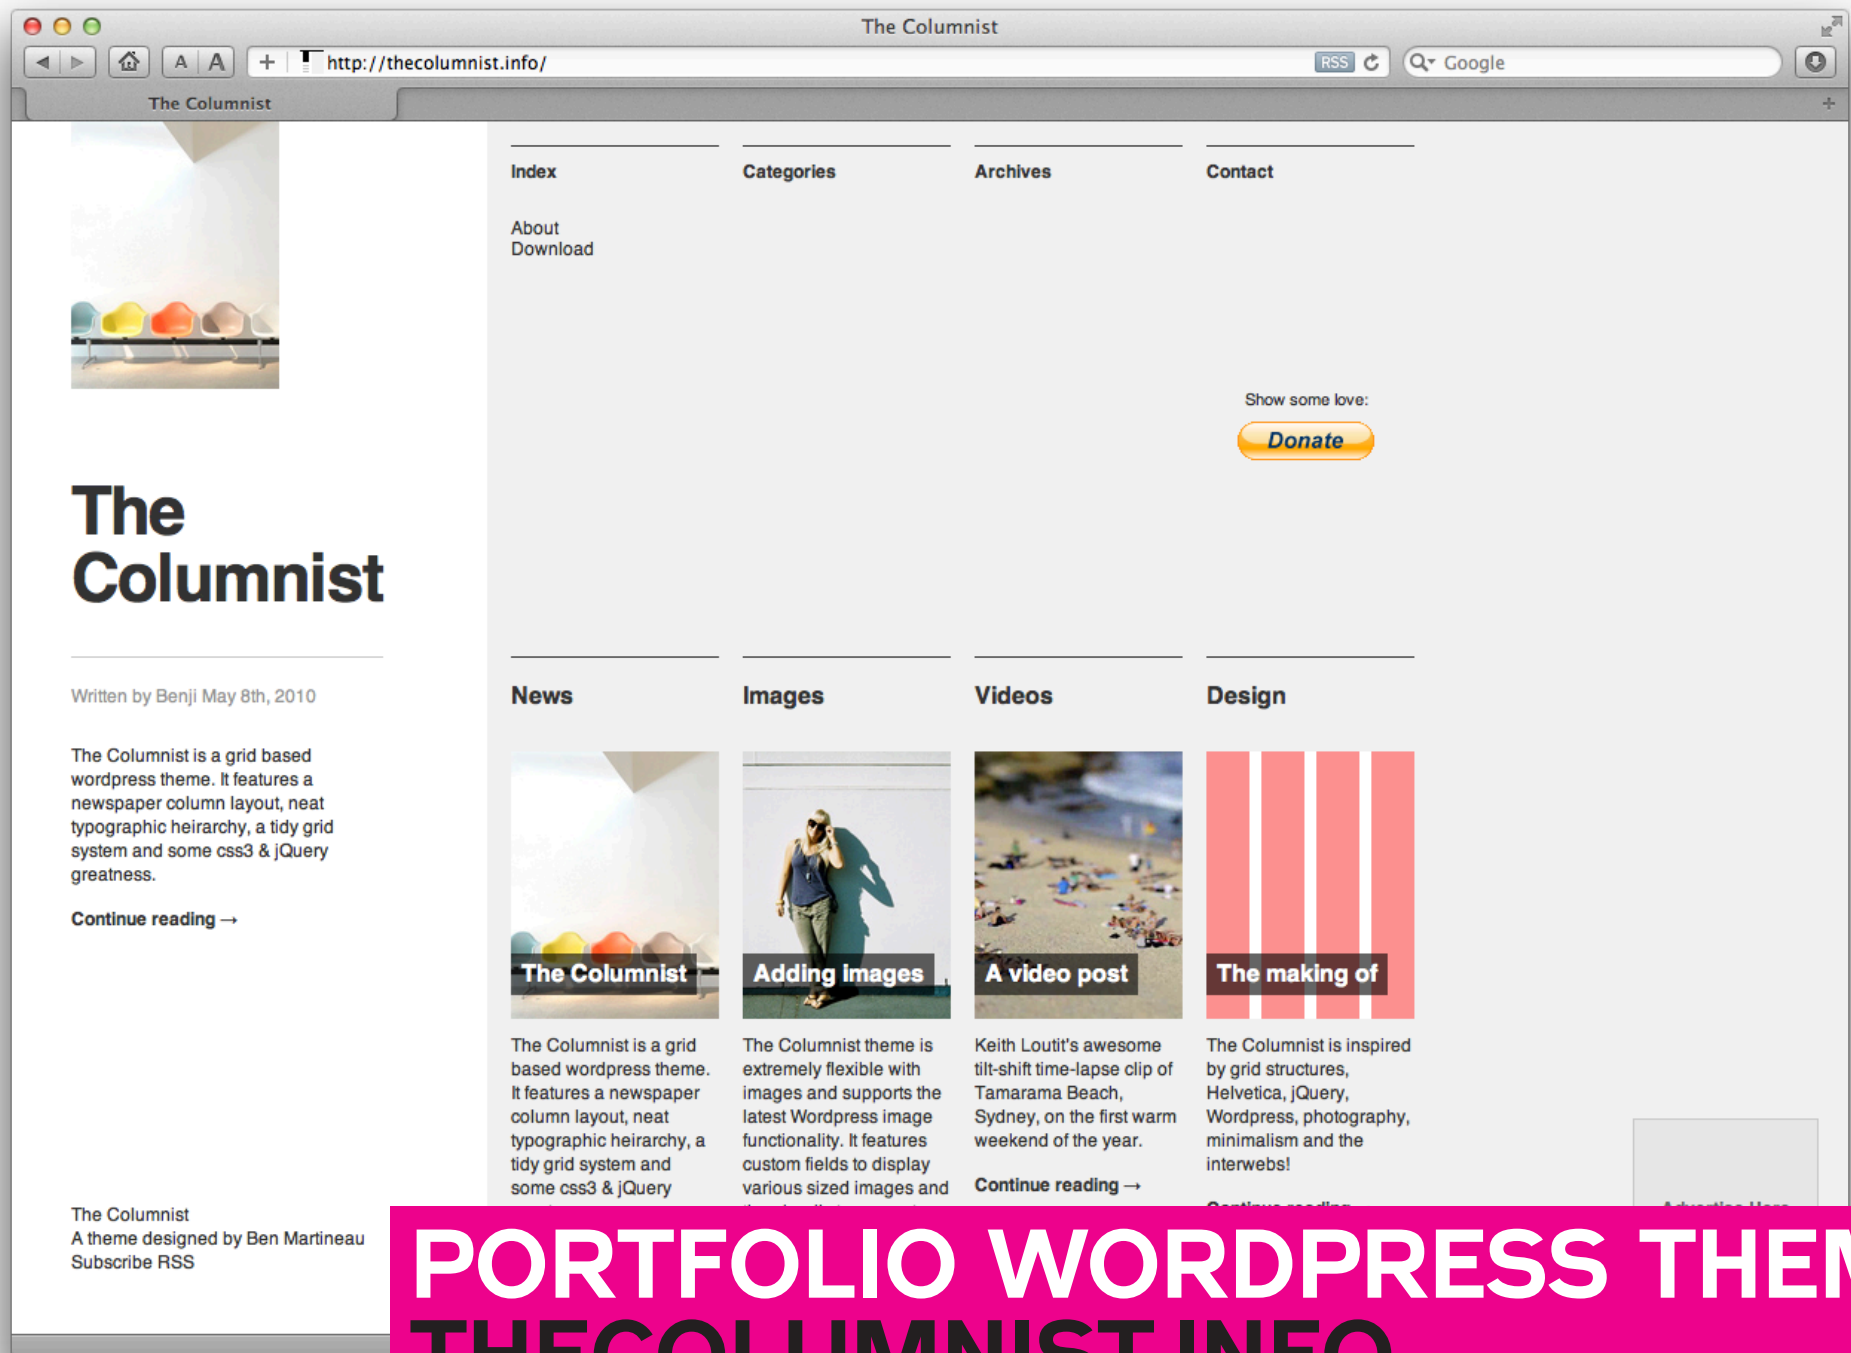 The Columnist
A A
+
http://thecolumnist.info/
RSS
Google
The Columnist
+
Index
Categories
Archives
Contact
About
Download
Show some love:
Donate
The
Columnist
Written by Benji May 8th, 2010
The Columnist is a grid based
wordpress theme. It features a
newspaper column layout, neat
typographic heirarchy, a tidy grid
system and some css3 & jQuery
greatness.
Continue reading →
The Columnist
A theme designed by Ben Martineau
Subscribe RSS
News
The Columnist
The Columnist is a grid
based wordpress theme.
It features a newspaper
column layout, neat
typographic heirarchy, a
tidy grid system and
some css3 & jQuery
Images
Adding images
The Columnist theme is
extremely flexible with
images and supports the
latest Wordpress image
functionality. It features
custom fields to display
various sized images and
Videos
A video post
Keith Loutit's awesome
tilt-shift time-lapse clip of
Tamarama Beach,
Sydney, on the first warm
weekend of the year.
Continue reading →
Design
The making of
The Columnist is inspired
by grid structures,
Helvetica, jQuery,
Wordpress, photography,
minimalism and the
interwebs!
Continue reading
Advertise Here
PORTFOLIO WORDPRESS THEM
THECOLUMNIST.INFO